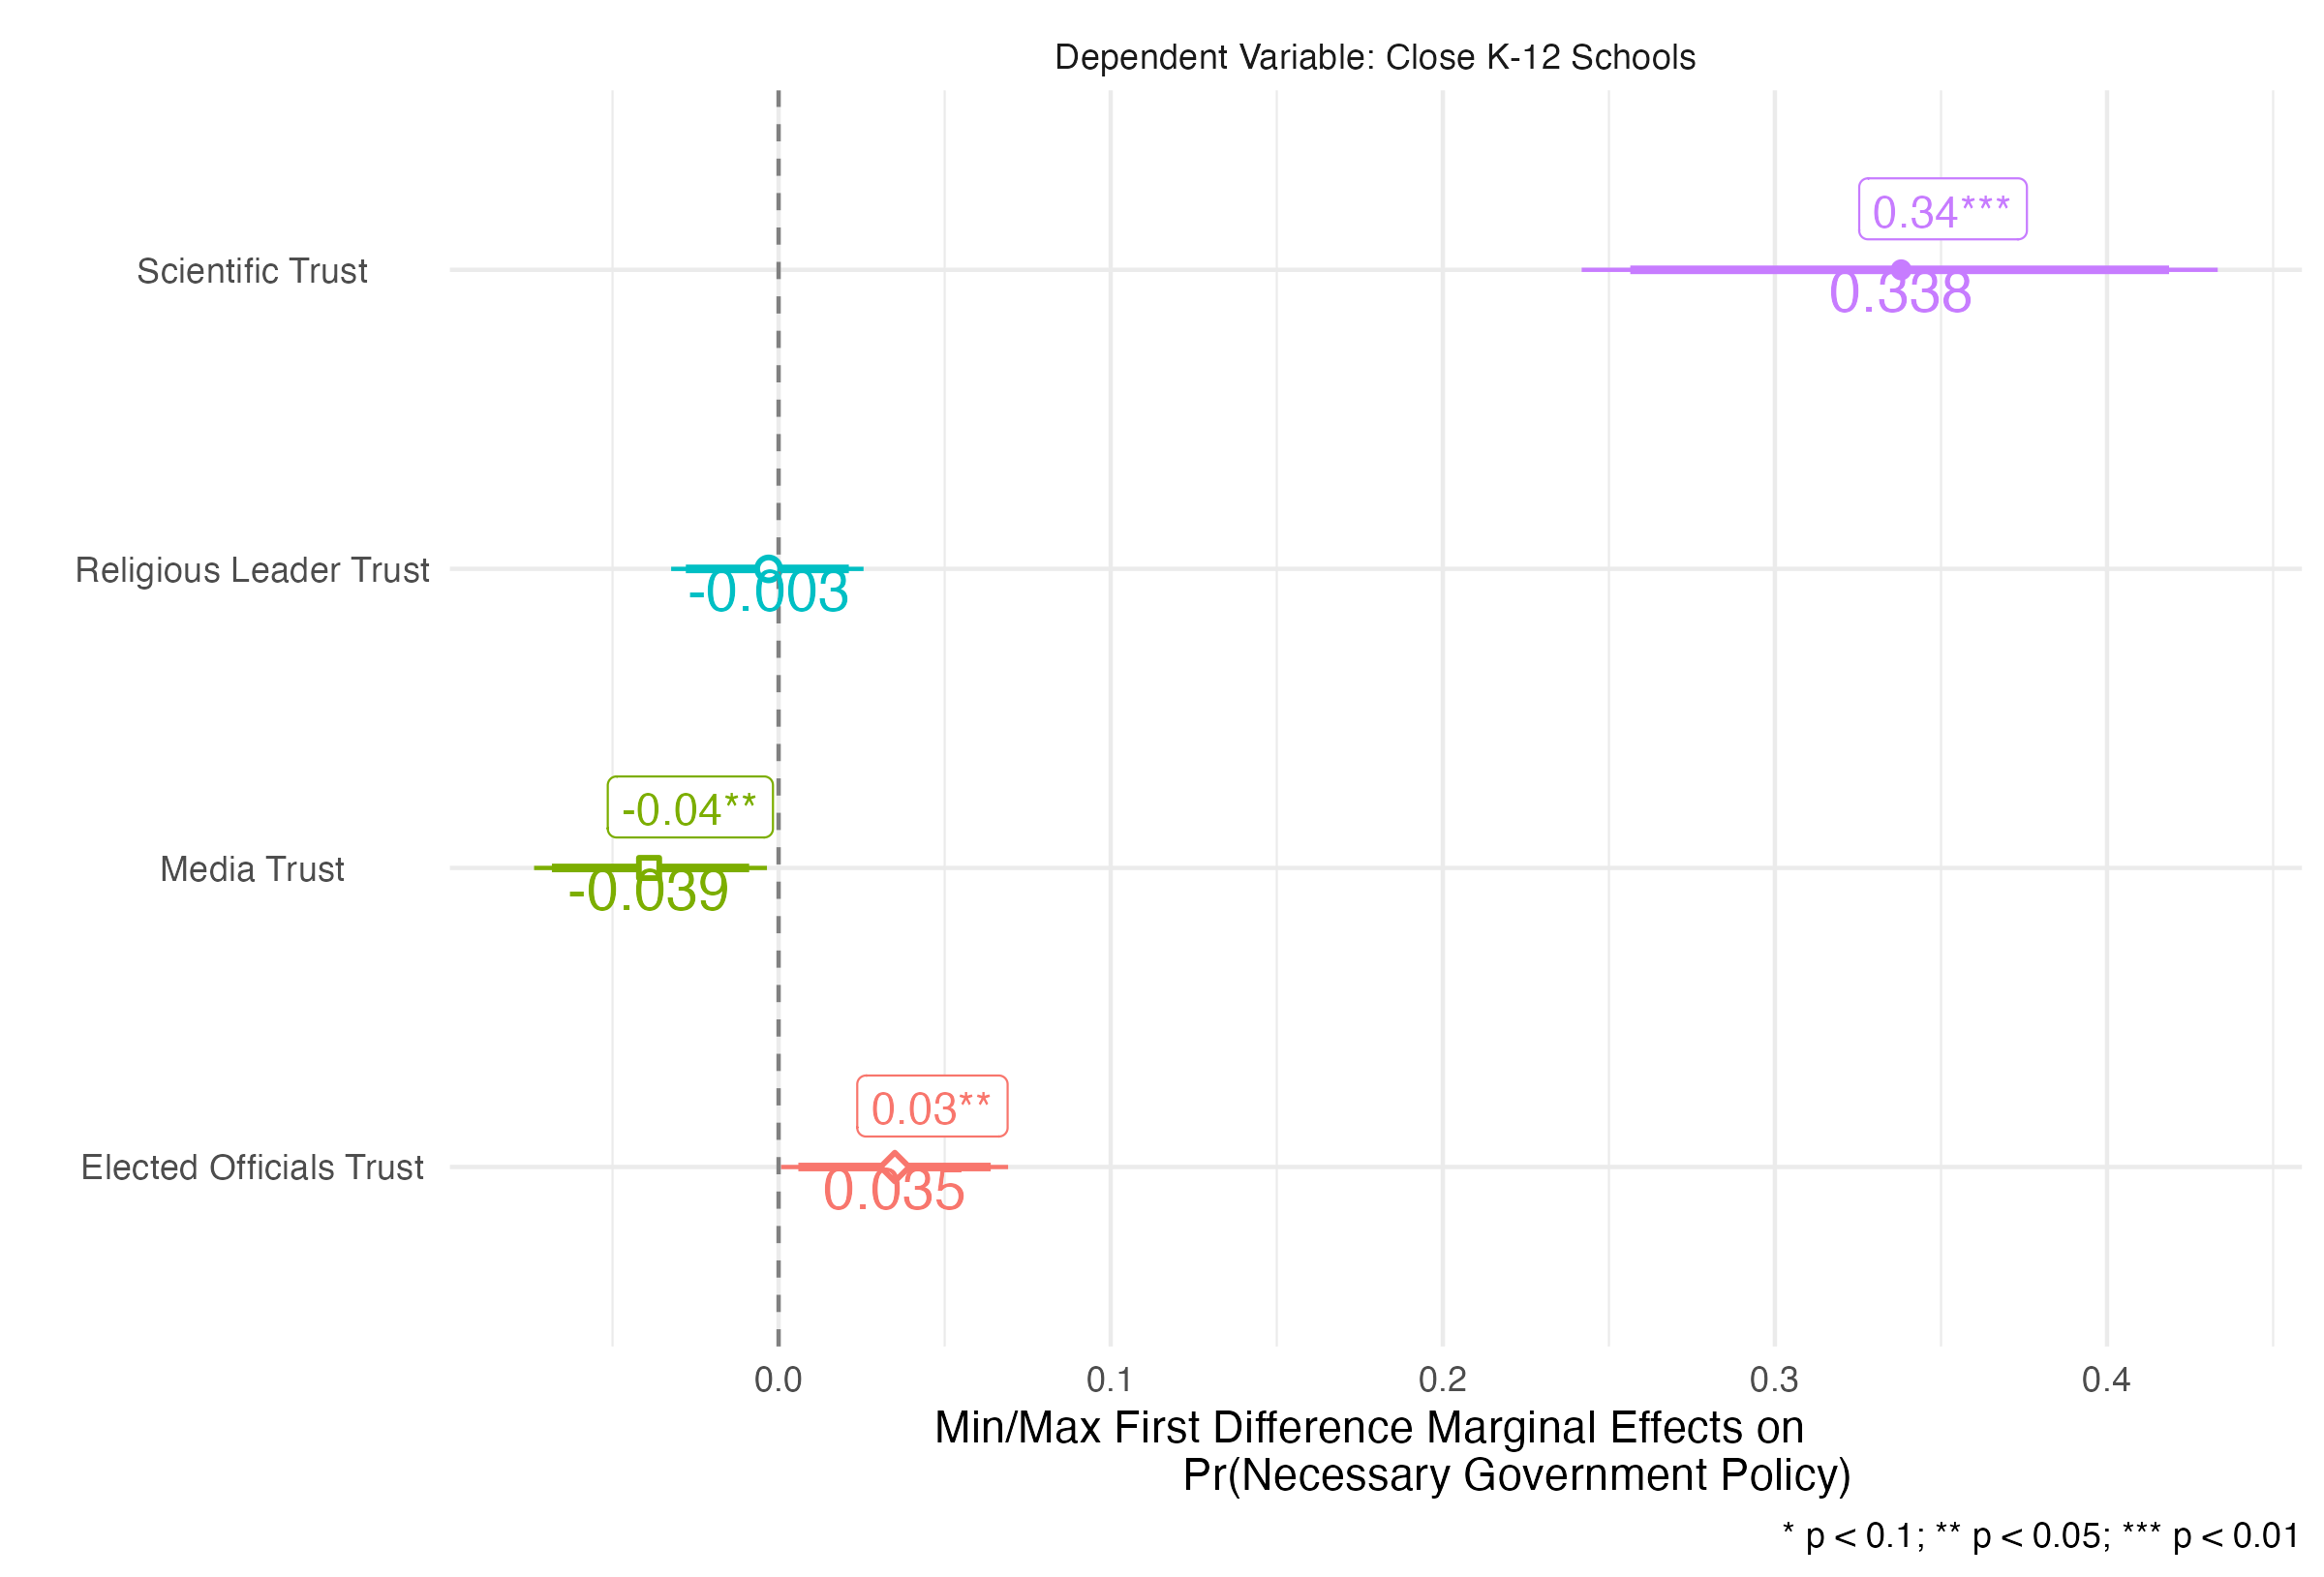 Dependent Variable: Close K-12 Schools
0.34***
Scientific Trust
0.338
Religious Leader Trust
-0.003
-0.04**
Media Trust
-0.039
0.03**
Elected Officials Trust
0.035
0.0 0.1 0.2 0.3 0.4
Min/Max First Difference Marginal Effects on
Pr(Necessary Government Policy)
* p < 0.1; ** p < 0.05; *** p < 0.01